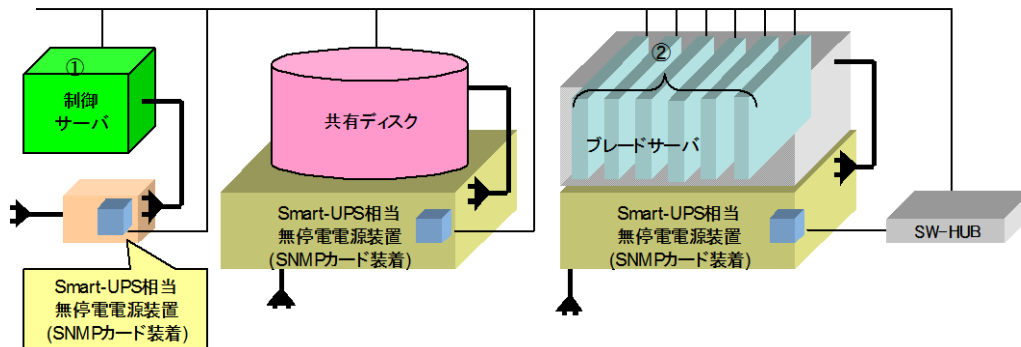 ①
制御
サーバ
共有ディスク
②
ブレードサーバ
Smart-UPS相当
無停電電源装置
(SNMPカード装着)
Smart-UPS相当
無停電電源装置
(SNMPカード装着)
SW-HUB
Smart-UPS相当
無停電電源装置
(SNMPカード装着)